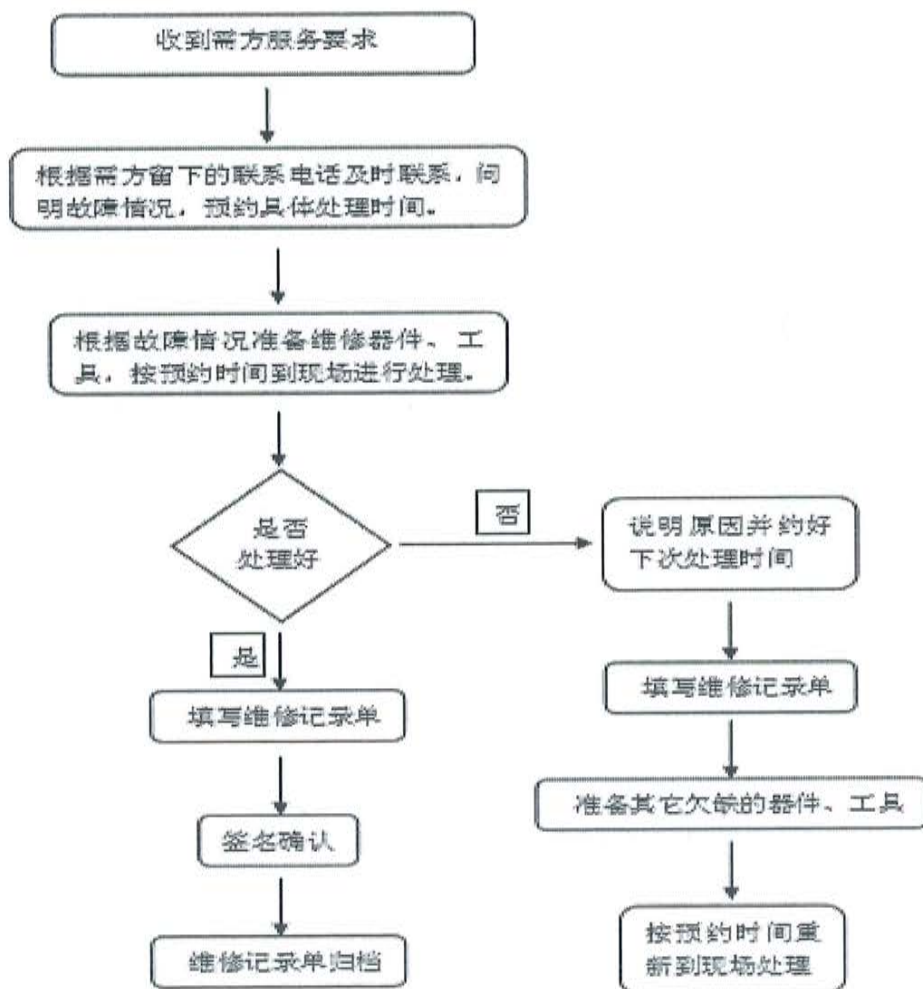 收到需方服务要求
根据需方留下的联系电话及时联系，问
明故障情况，预约具体处理时间。
根据故障情况准备维修器件、工
具，按预约时间到现场进行处理。
是否
处理好
否
说明原因并约好
下次处理时间
是
填写维修记录单
填写维修记录单
准备其它欠缺的器件、工具
签名确认
按预约时间重
新到现场处理
维修记录单归档